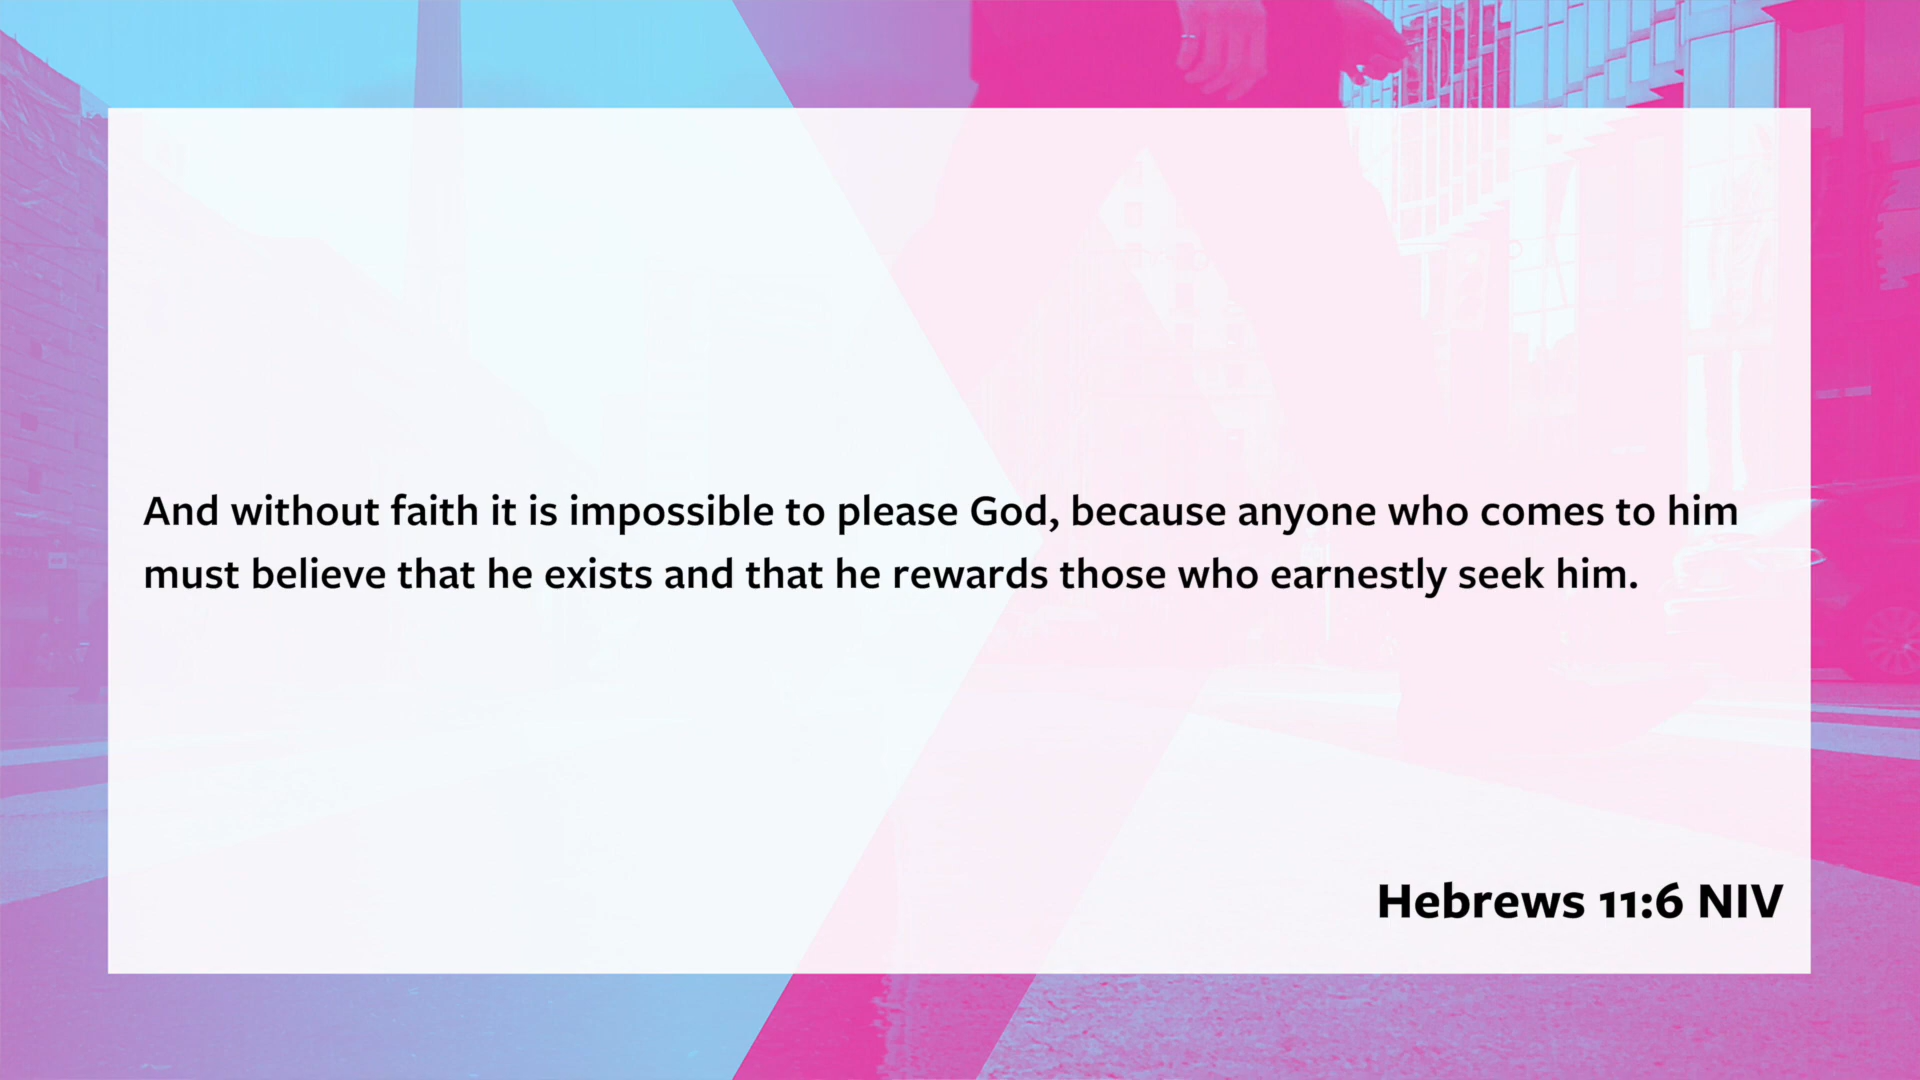 And without faith it is impossible to please God, because anyone who comes to him
must believe that he exists and that he rewards those who earnestly seek him.
Hebrews 11:6 NIV